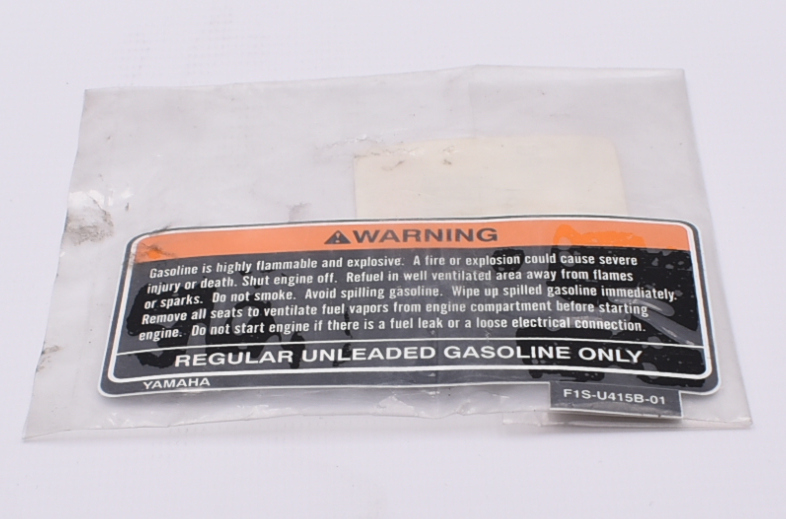 ⚠WARNING
Gasoline is highly flammable and explosive. A fire or explosion could cause severe
injury or death. Shut engine off. Refuel in well ventilated area away from flames
or sparks. Do not smoke. Avoid spilling gasoline. Wipe up spilled gasoline immediately.
Remove all seats to ventilate fuel vapors from engine compartment before starting
engine. Do not start engine if there is a fuel leak or a loose electrical connection.
REGULAR UNLEADED GASOLINE ONLY
YAMAHA
F1S-U415B-01